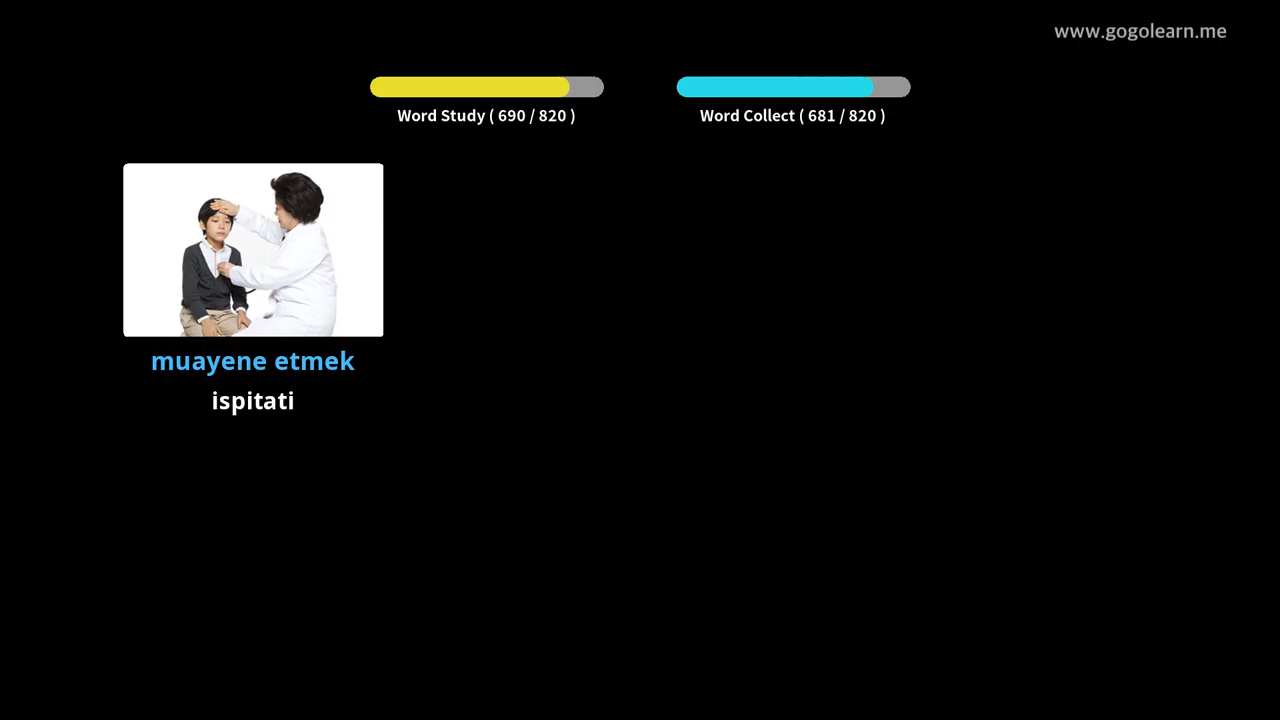 www.gogolearn.me
Word Study ( 690 / 820 )
Word Collect ( 681 / 820 )
muayene etmek
ispitati